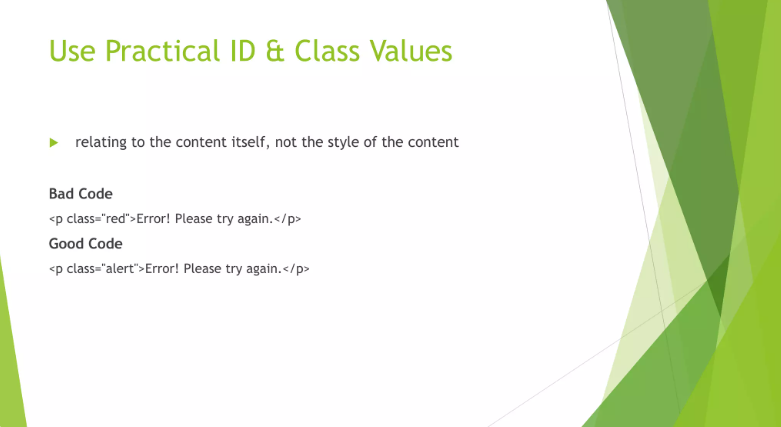 Use Practical ID & Class Values
relating to the content itself, not the style of the content
Bad Code
<p class="red">Error! Please try again.</p>
Good Code
<p class="alert">Error! Please try again.</p>